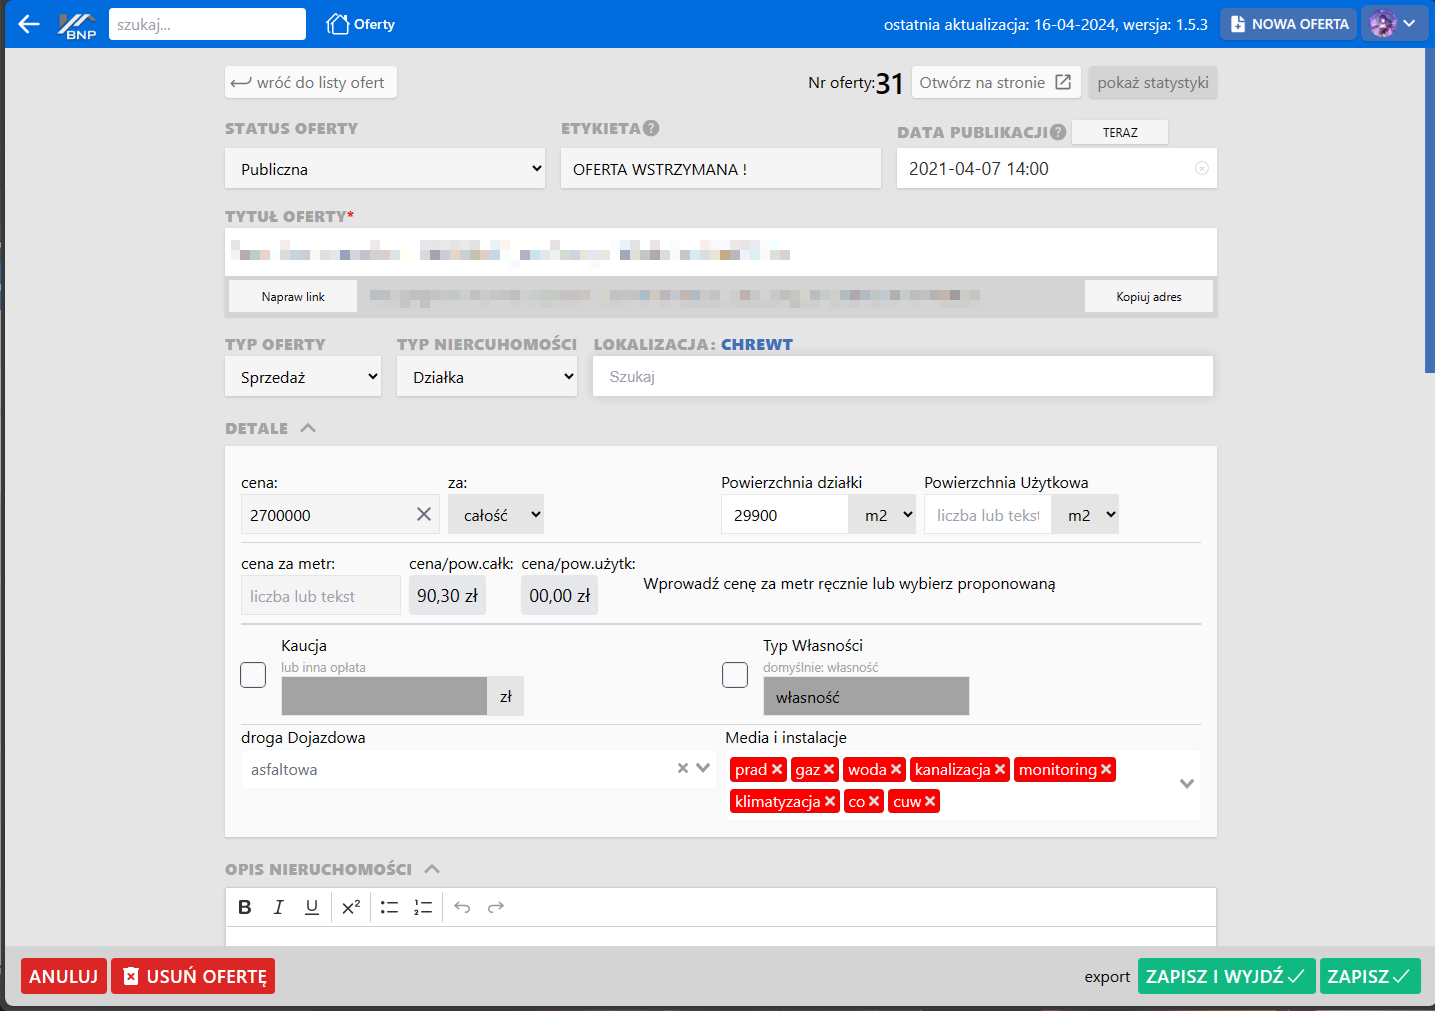 BNP szukaj... Oferty ostatnia aktualizacja: 16-04-2024, wersja: 1.5.3 NOWA OFERTA
wróć do listy ofert Nr oferty: 31 Otwórz na stronie pokaż statystyki
STATUS OFERTY ETYKIETA DATA PUBLIKACJI TERAZ
Publiczna OFERTA WSTRZYMANA ! 2021-04-07 14:00
TYTUŁ OFERTY*
Napraw link Kopiuj adres
TYP OFERTY TYP NIERCUHOMOŚCI LOKALIZACJA: CHREWT
Sprzedaż Działka Szukaj
DETALE
cena: za: Powierzchnia działki Powierzchnia Użytkowa
2700000 całość 29900 m2 liczba lub tekst m2
cena za metr: cena/pow.całk: cena/pow.użytk: Wprowadź cenę za metr ręcznie lub wybierz proponowaną
liczba lub tekst 90,30 zł 00,00 zł
Kaucja Typ Własności
lub inna opłata domyślnie: własność
zł własność
droga Dojazdowa Media i instalacje
asfaltowa prad gaz woda kanalizacja monitoring
klimatyzacja co cuw
OPIS NIERUCHOMOŚCI
B I U X²
ANULUJ USUŃ OFERTĘ export ZAPISZ I WYJDŹ ZAPISZ